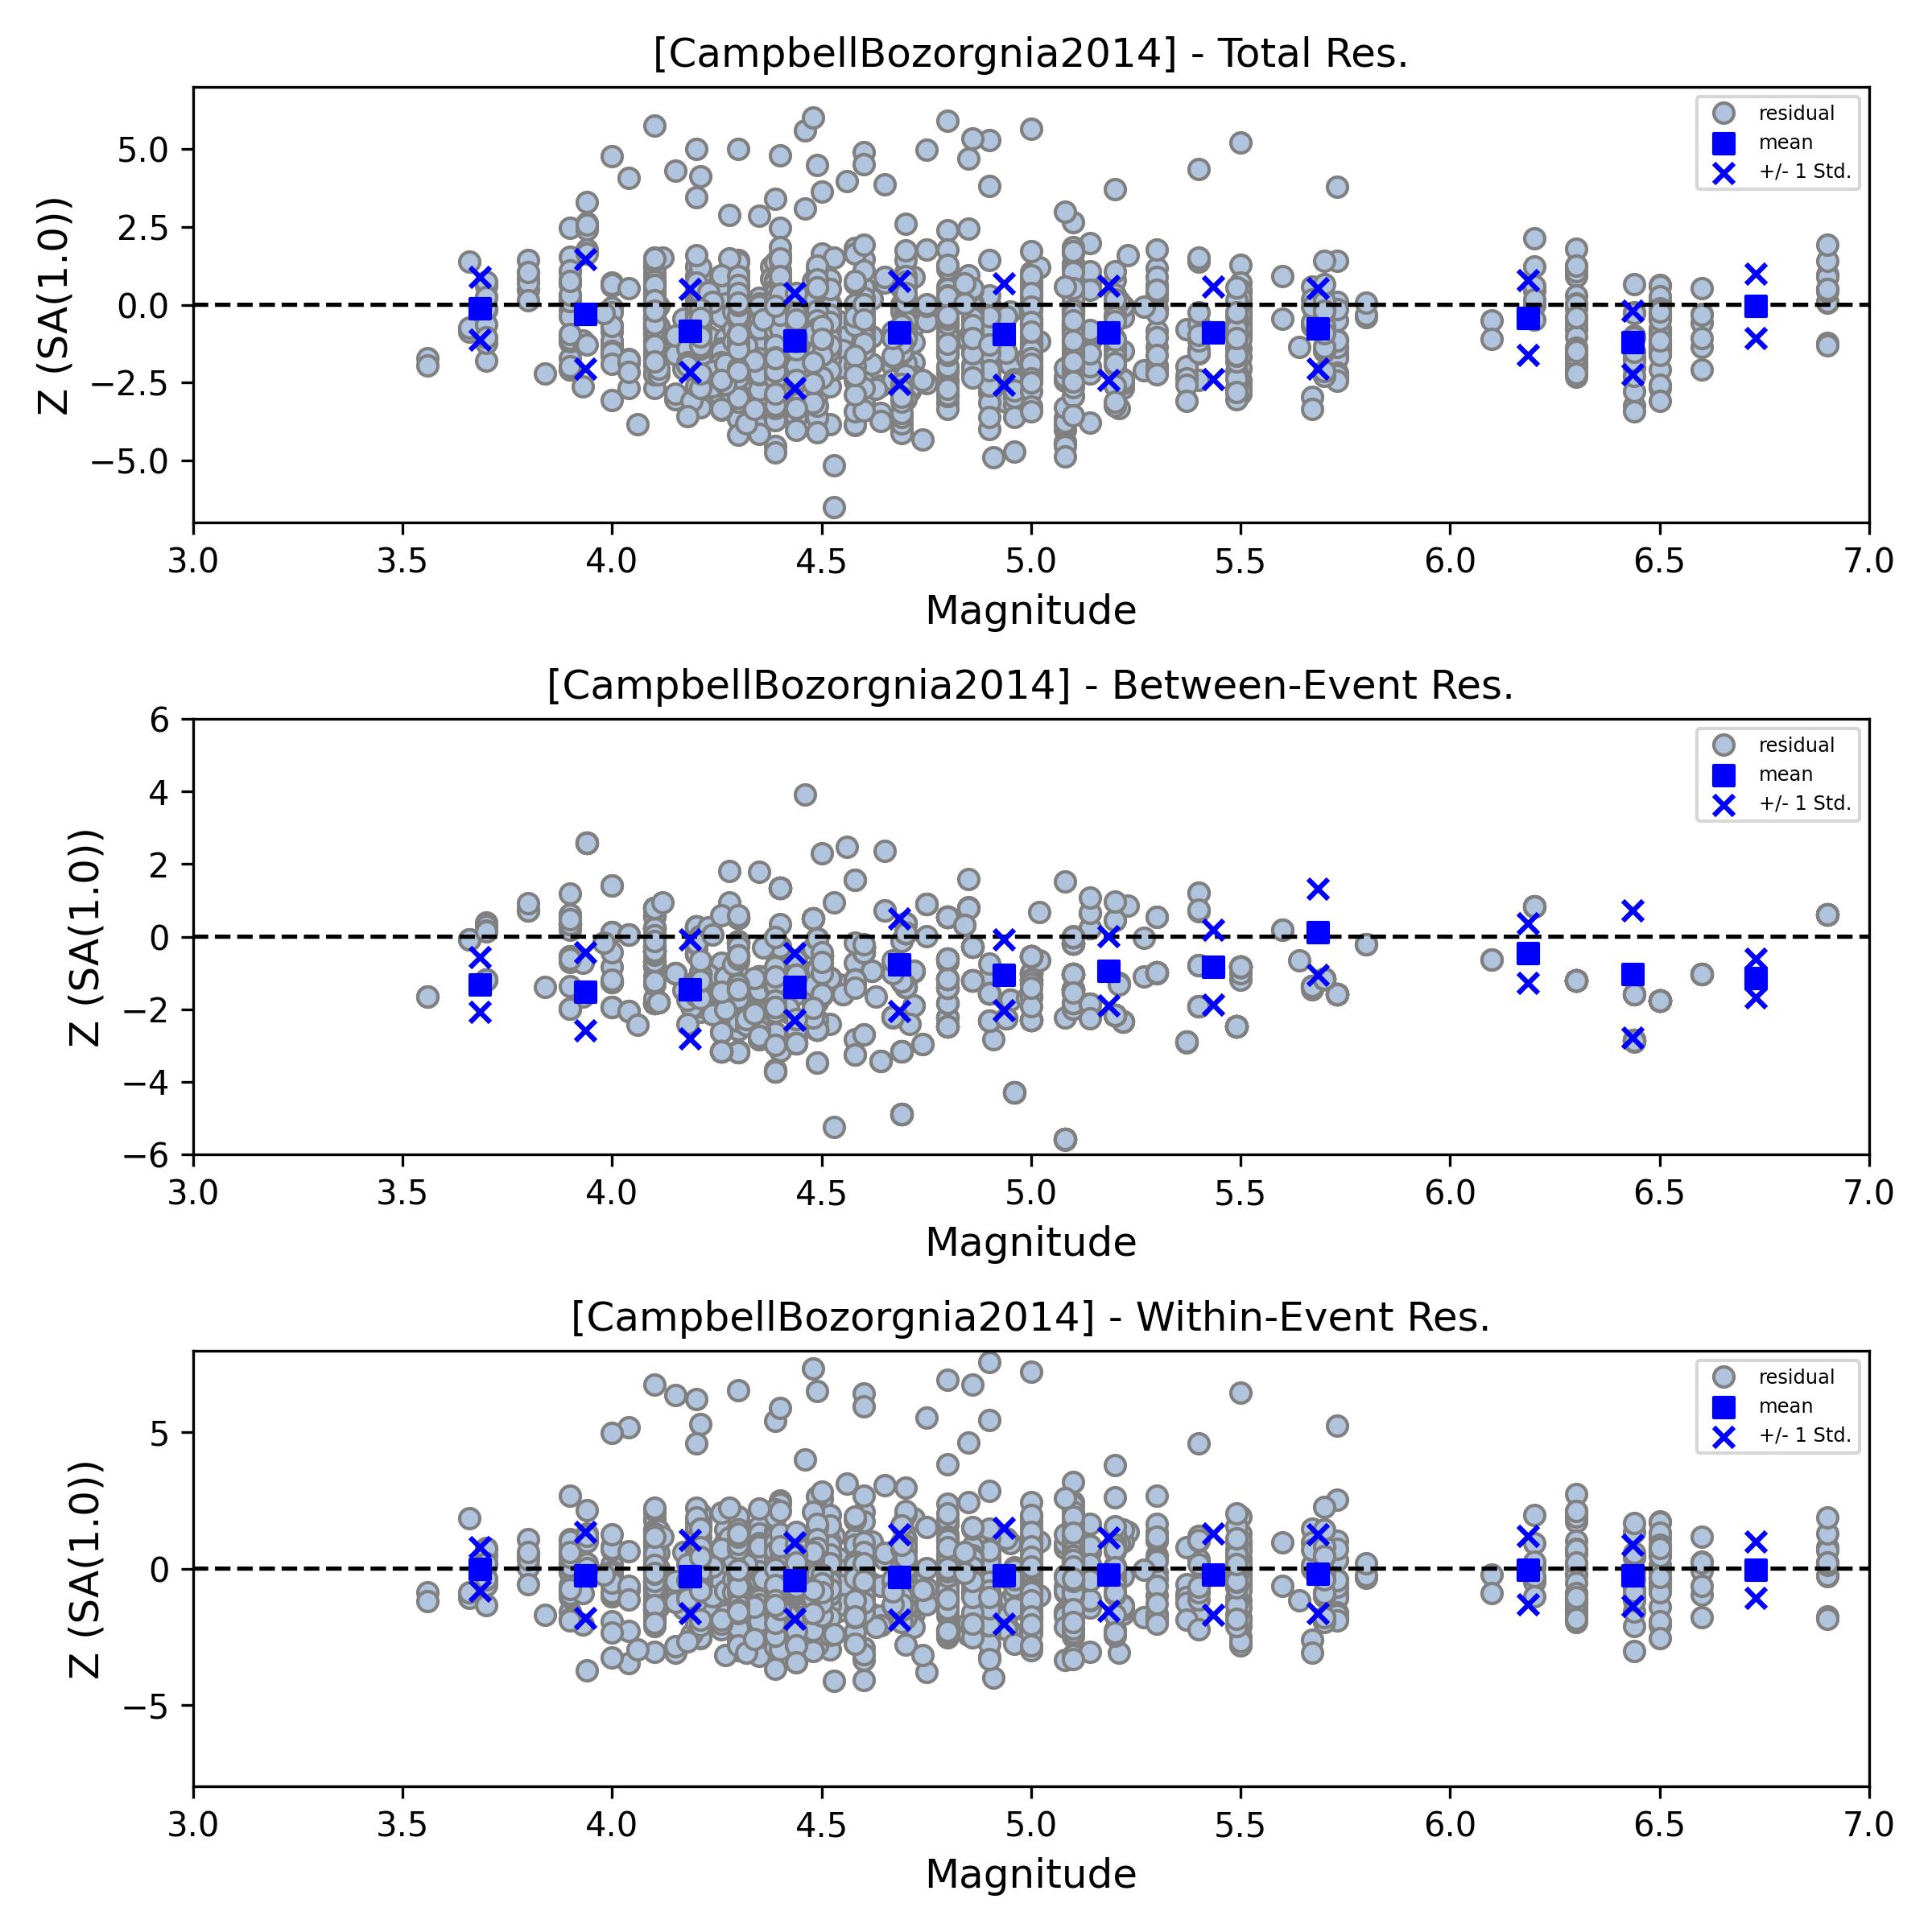 [CampbellBozorgnia2014] - Total Res.
residual
mean
+/- 1 Std.
Z (SA(1.0))
5.0
2.5
0.0
−2.5
−5.0
3.0 3.5 4.0 4.5 5.0 5.5 6.0 6.5 7.0
Magnitude
[CampbellBozorgnia2014] - Between-Event Res.
residual
mean
+/- 1 Std.
Z (SA(1.0))
6
4
2
0
−2
−4
−6
3.0 3.5 4.0 4.5 5.0 5.5 6.0 6.5 7.0
Magnitude
[CampbellBozorgnia2014] - Within-Event Res.
residual
mean
+/- 1 Std.
Z (SA(1.0))
5
0
−5
3.0 3.5 4.0 4.5 5.0 5.5 6.0 6.5 7.0
Magnitude